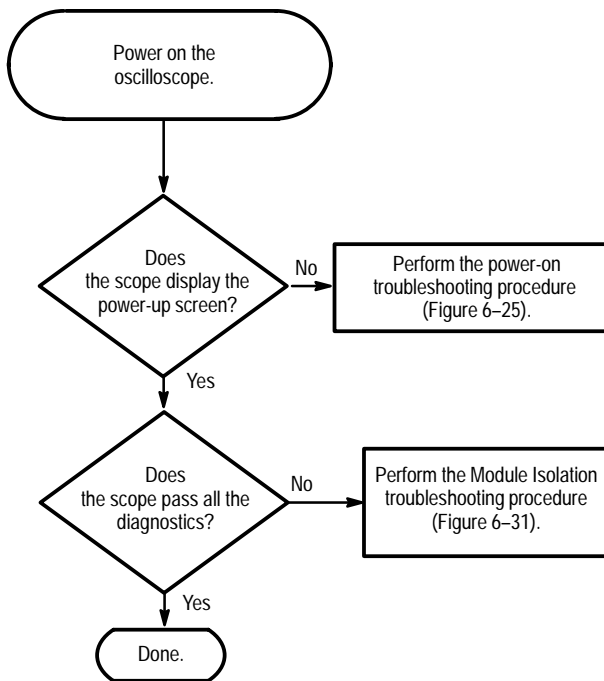 Power on the
oscilloscope.
Does
the scope display the
power-up screen?
No
Perform the power-on
troubleshooting procedure
(Figure 6–25).
Yes
Does
the scope pass all the
diagnostics?
No
Perform the Module Isolation
troubleshooting procedure
(Figure 6–31).
Yes
Done.